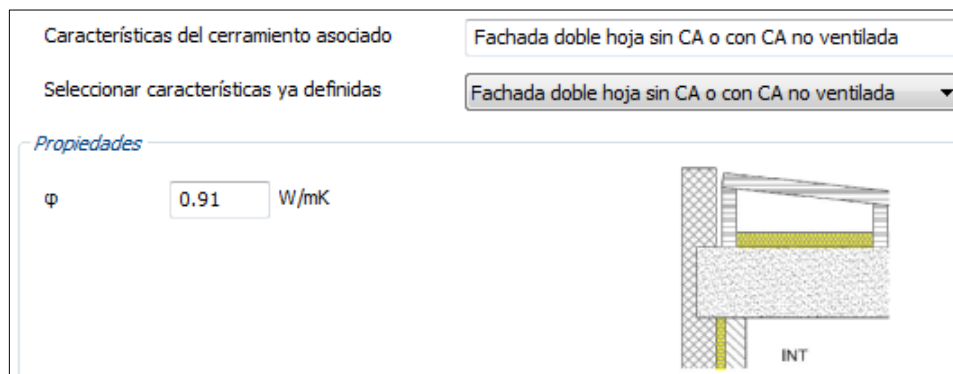 Características del cerramiento asociado Fachada doble hoja sin CA o con CA no ventilada
Seleccionar características ya definidas Fachada doble hoja sin CA o con CA no ventilada
Propiedades
φ 0.91 W/mK
INT